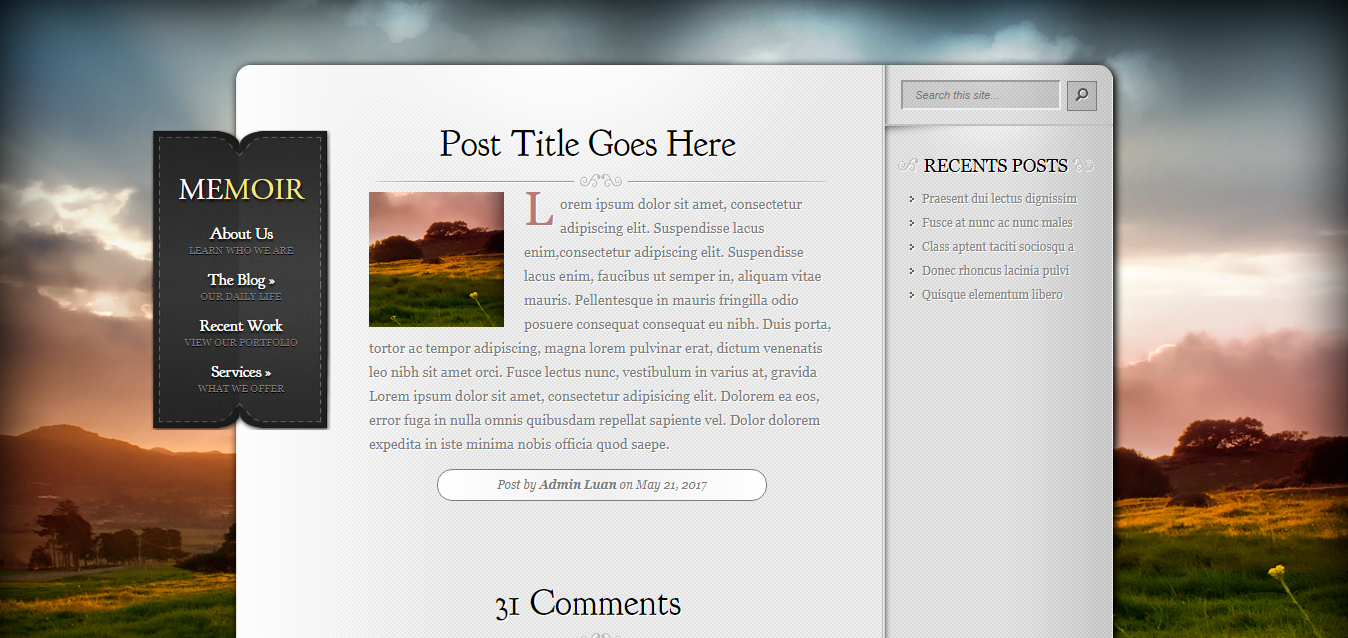 MEMOIR
About Us
LEARN WHO WE ARE
The Blog »
OUR DAILY LIFE
Recent Work
VIEW OUR PORTFOLIO
Services »
WHAT WE OFFER
Post Title Goes Here
Lorem ipsum dolor sit amet, consectetur
adipiscing elit. Suspendisse lacus
enim,consectetur adipiscing elit. Suspendisse
lacus enim, faucibus ut semper in, aliquam vitae
mauris. Pellentesque in mauris fringilla odio
posuere consequat consequat eu nibh. Duis porta,
tortor ac tempor adipiscing, magna lorem pulvinar erat, dictum venenatis
leo nibh sit amet orci. Fusce lectus nunc, vestibulum in varius at, gravida
Lorem ipsum dolor sit amet, consectetur adipisicing elit. Dolorem ea eos,
error fuga in nulla omnis quibusdam repellat sapiente vel. Dolor dolorem
expedita in iste minima nobis officia quod saepe.
Post by Admin Luan on May 21, 2017
31 Comments
Search this site...
RECENTS POSTS
Praesent dui lectus dignissim
Fusce at nunc ac nunc males
Class aptent taciti sociosqu a
Donec rhoncus lacinia pulvi
Quisque elementum libero